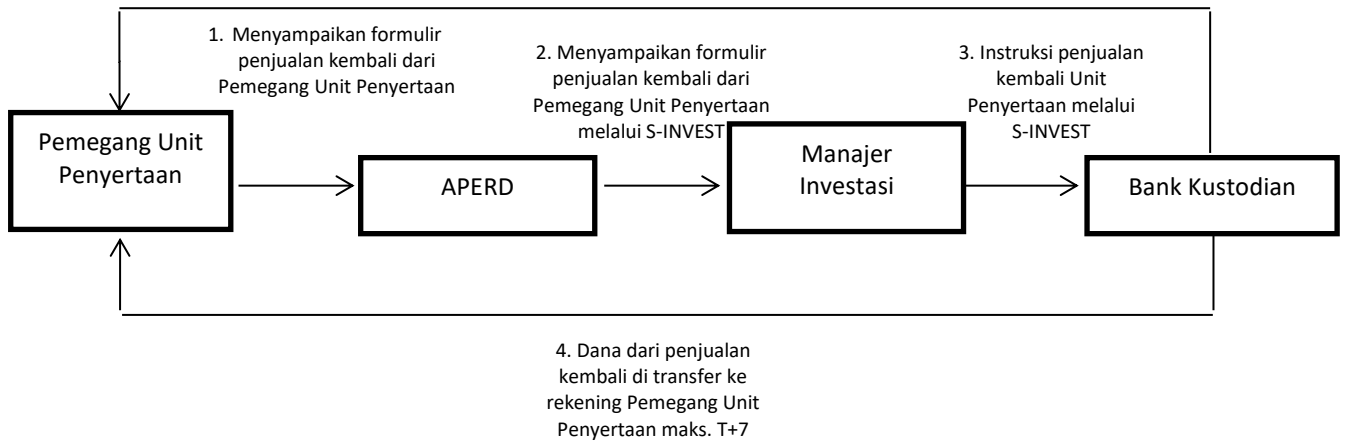 1. Menyampaikan formulir
penjualan kembali dari
Pemegang Unit Penyertaan
2. Menyampaikan formulir
penjualan kembali dari
Pemegang Unit Penyertaan
melalui S-INVEST
3. Instruksi penjualan
kembali Unit
Penyertaan melalui
S-INVEST
Pemegang Unit
Penyertaan
APERD
Manajer
Investasi
Bank Kustodian
4. Dana dari penjualan
kembali di transfer ke
rekening Pemegang Unit
Penyertaan maks. T+7